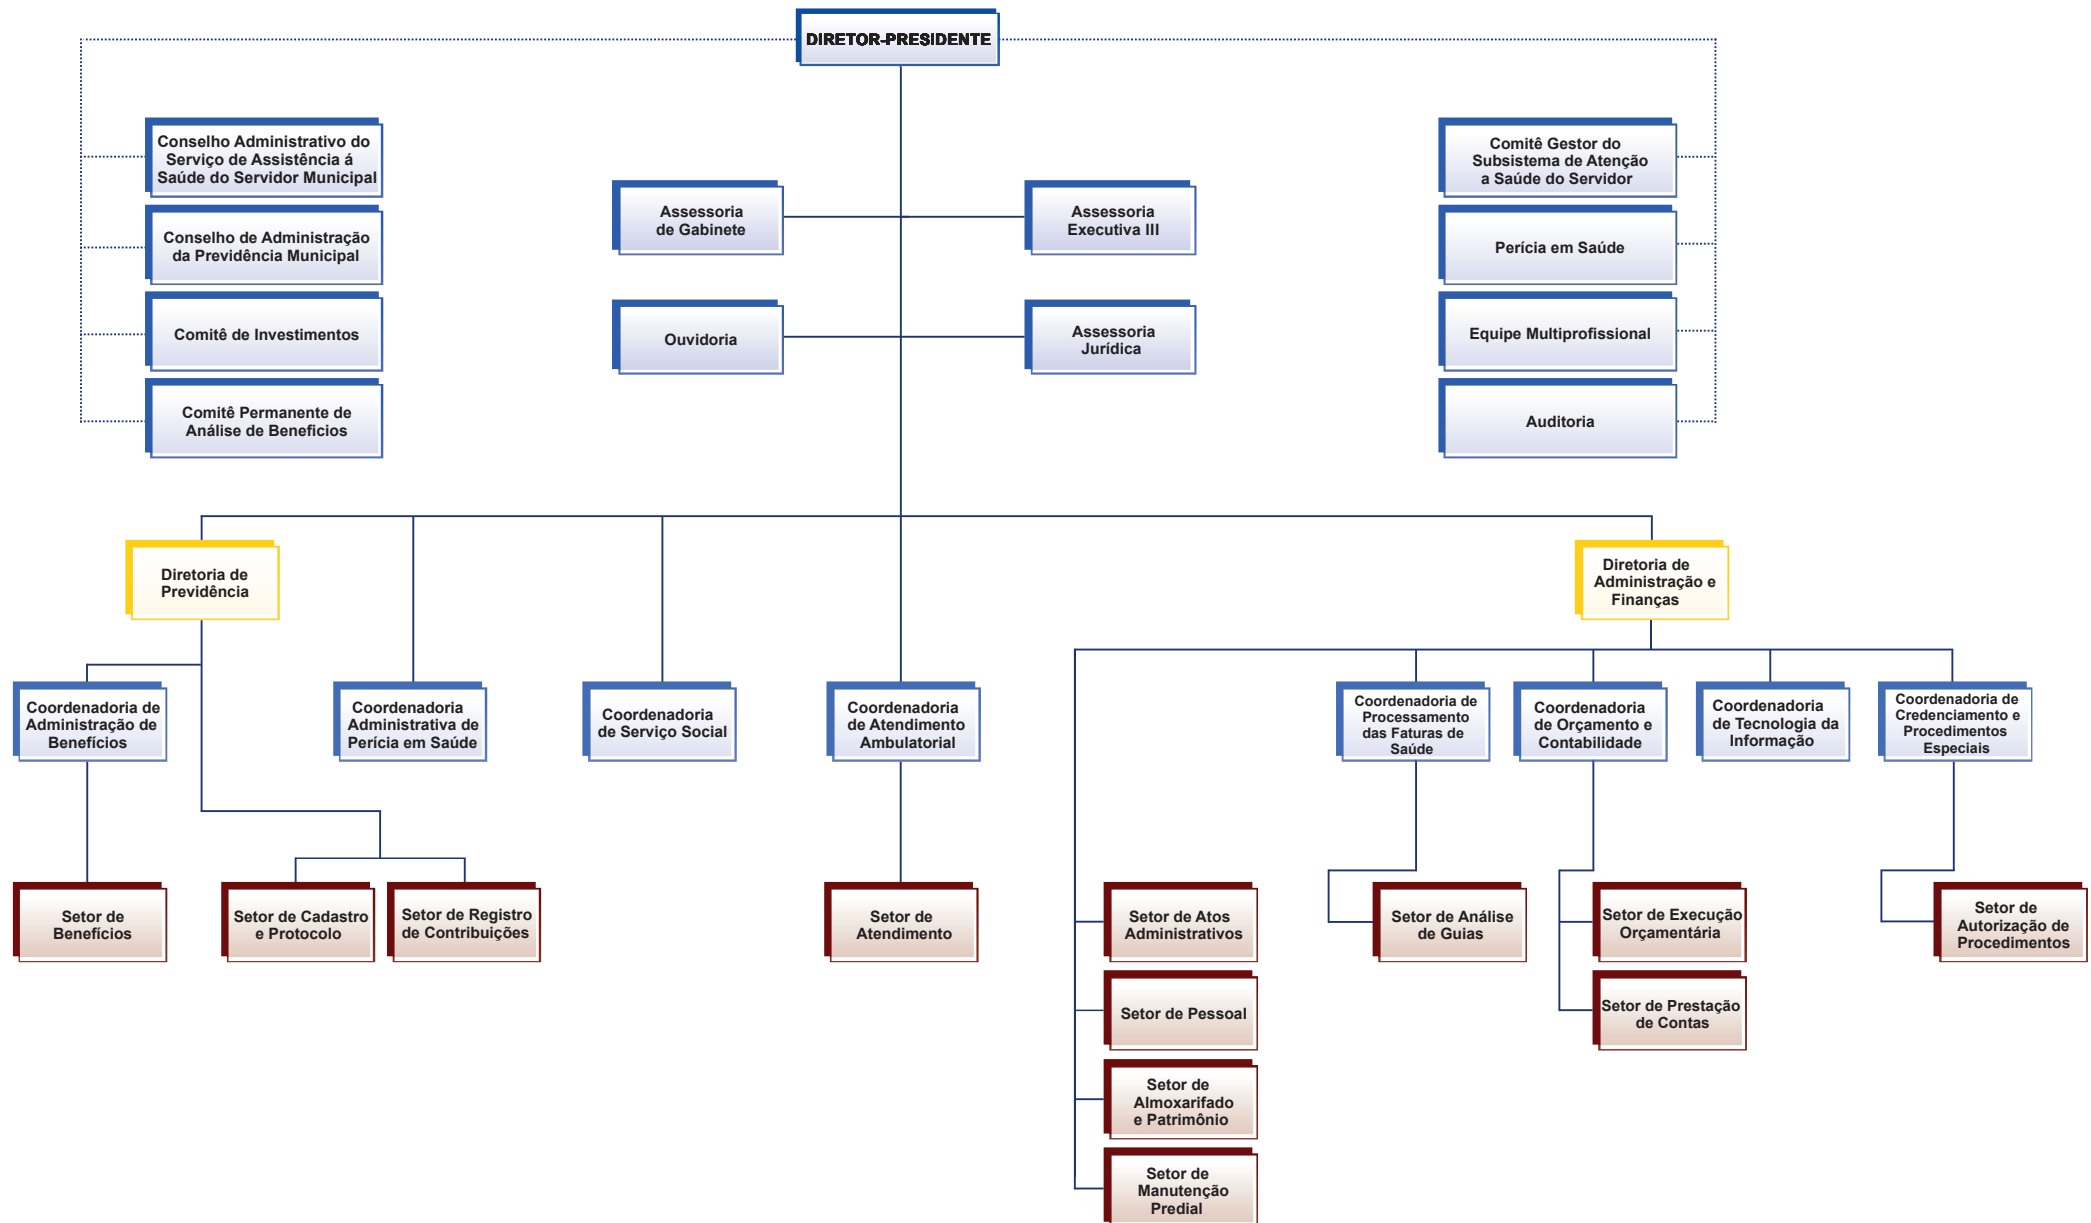 DIRETOR-PRESIDENTE
Conselho Administrativo do
Serviço de Assistência á
Saúde do Servidor Municipal
Conselho de Administração
da Previdência Municipal
Comitê de Investimentos
Comitê Permanente de
Análise de Beneficios
Assessoria
de Gabinete
Assessoria
Executiva III
Ouvidoria
Assessoria
Jurídica
Comitê Gestor do
Subsistema de Atenção
a Saúde do Servidor
Perícia em Saúde
Equipe Multiprofissional
Auditoria
Diretoria de
Previdência
Diretoria de
Administração e
Finanças
Coordenadoria de
Administração de
Benefícios
Coordenadoria
Administrativa de
Perícia em Saúde
Coordenadoria
de Serviço Social
Coordenadoria
de Atendimento
Ambulatorial
Coordenadoria de
Processamento
das Faturas de
Saúde
Coordenadoria
de Orçamento e
Contabilidade
Coordenadoria
de Tecnologia da
Informação
Coordenadoria de
Credenciamento e
Procedimentos
Especiais
Setor de
Benefícios
Setor de Cadastro
e Protocolo
Setor de Registro
de Contribuições
Setor de
Atendimento
Setor de Atos
Administrativos
Setor de Análise
de Guias
Setor de Execução
Orçamentária
Setor de
Autorização de
Procedimentos
Setor de Pessoal
Setor de Prestação
de Contas
Setor de
Almoxarifado
e Patrimônio
Setor de
Manutenção
Predial